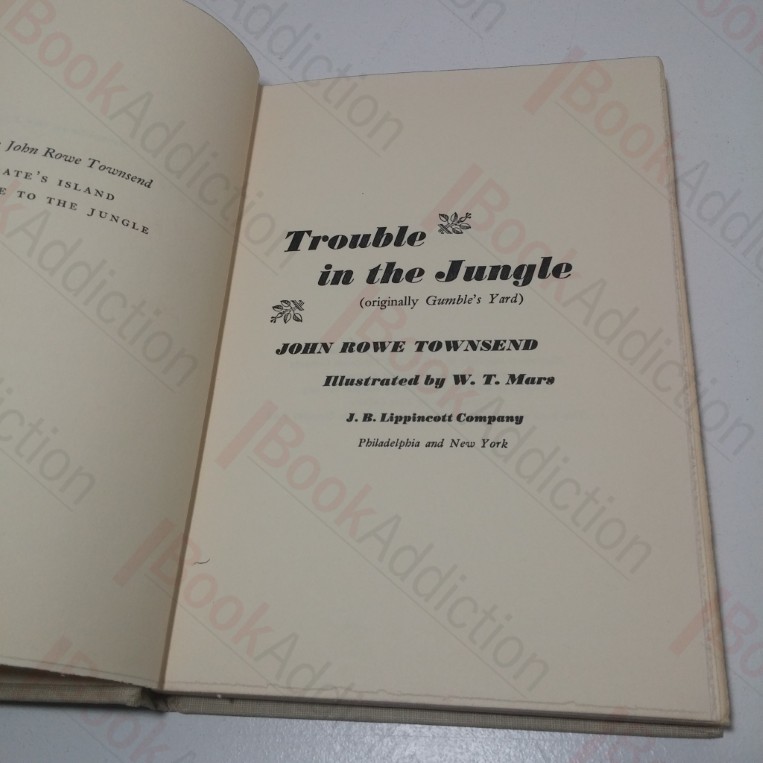 John Rowe Townsend
ATE'S ISLAND
E TO THE JUNGLE
Trouble
in the Jungle
(originally Gumble's Yard)
JOHN ROWE TOWNSEND
Illustrated by W. T. Mars
J. B. Lippincott Company
Philadelphia and New York
BookAddiction